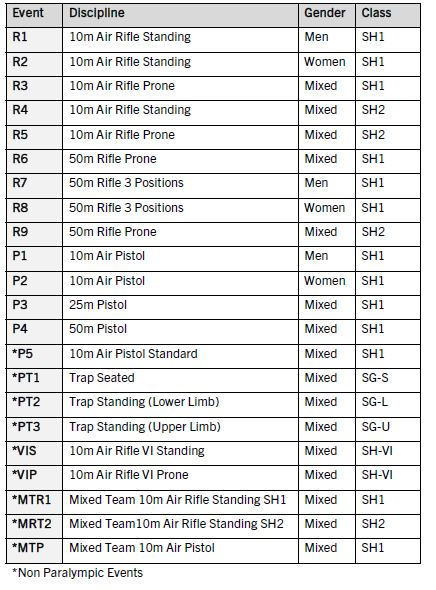 Event Discipline Gender Class
R1 10m Air Rifle Standing Men SH1
R2 10m Air Rifle Standing Women SH1
R3 10m Air Rifle Prone Mixed SH1
R4 10m Air Rifle Standing Mixed SH2
R5 10m Air Rifle Prone Mixed SH2
R6 50m Rifle Prone Mixed SH1
R7 50m Rifle 3 Positions Men SH1
R8 50m Rifle 3 Positions Women SH1
R9 50m Rifle Prone Mixed SH2
P1 10m Air Pistol Men SH1
P2 10m Air Pistol Women SH1
P3 25m Pistol Mixed SH1
P4 50m Pistol Mixed SH1
*P5 10m Air Pistol Standard Mixed SH1
*PT1 Trap Seated Mixed SG-S
*PT2 Trap Standing (Lower Limb) Mixed SG-L
*PT3 Trap Standing (Upper Limb) Mixed SG-U
*VIS 10m Air Rifle VI Standing Mixed SH-VI
*VIP 10m Air Rifle VI Prone Mixed SH-VI
*MTR1 Mixed Team 10m Air Rifle Standing SH1 Mixed SH1
*MRT2 Mixed Team10m Air Rifle Standing SH2 Mixed SH2
*MTP Mixed Team 10m Air Pistol Mixed SH1
*Non Paralympic Events